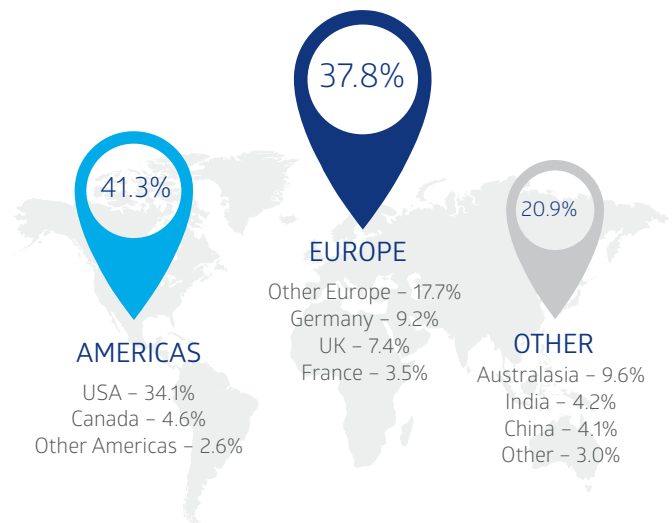 41.3%
AMERICAS
USA – 34.1%
Canada – 4.6%
Other Americas – 2.6%
37.8%
EUROPE
Other Europe – 17.7%
Germany – 9.2%
UK – 7.4%
France – 3.5%
20.9%
OTHER
Australasia – 9.6%
India – 4.2%
China – 4.1%
Other – 3.0%